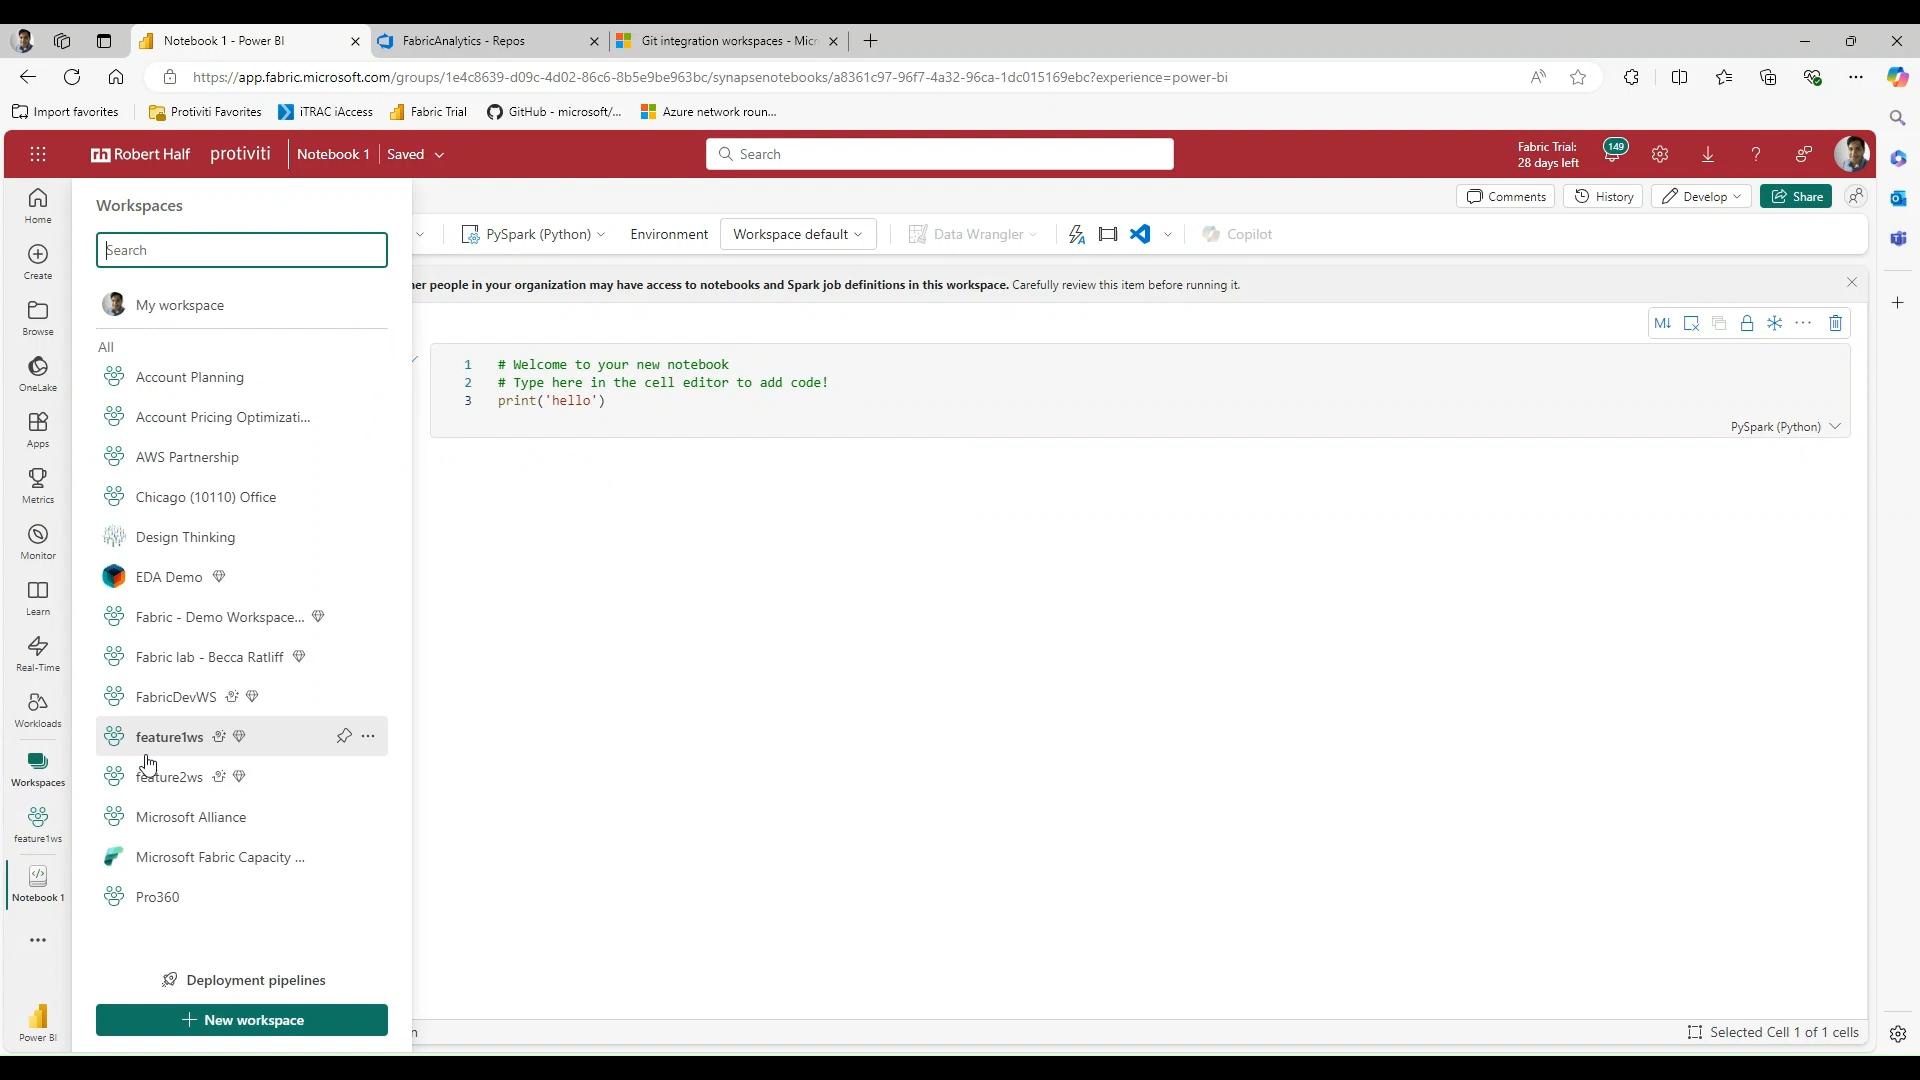 Notebook 1 - Power BI
FabricAnalytics - Repos
Git integration workspaces - Micr
https://app.fabric.microsoft.com/groups/1e4c8639-d09c-4d02-86c6-8b5e9be963bc/synapsenotebooks/a8361c97-96f7-4a32-96ca-1dc015169ebc?experience=power-bi
Import favorites
Protiviti Favorites
iTRAC iAccess
Fabric Trial
GitHub - microsoft/...
Azure network roun...
rh Robert Half protiviti
Notebook 1
Saved
Search
Fabric Trial:
28 days left
149
Comments
History
Develop
Share
PySpark (Python)
Environment
Workspace default
Data Wrangler
Copilot
er people in your organization may have access to notebooks and Spark job definitions in this workspace. Carefully review this item before running it.
M↓
1 # Welcome to your new notebook
2 # Type here in the cell editor to add code!
3 print('hello')
PySpark (Python)
Home
Create
Browse
OneLake
Apps
Metrics
Monitor
Learn
Real-Time
Workloads
Workspaces
feature1ws
Notebook 1
Power BI
Workspaces
Search
My workspace
All
Account Planning
Account Pricing Optimizati...
AWS Partnership
Chicago (10110) Office
Design Thinking
EDA Demo
Fabric - Demo Workspace...
Fabric lab - Becca Ratliff
FabricDevWS
feature1ws
feature2ws
Microsoft Alliance
Microsoft Fabric Capacity ...
Pro360
Deployment pipelines
New workspace
n
Selected Cell 1 of 1 cells